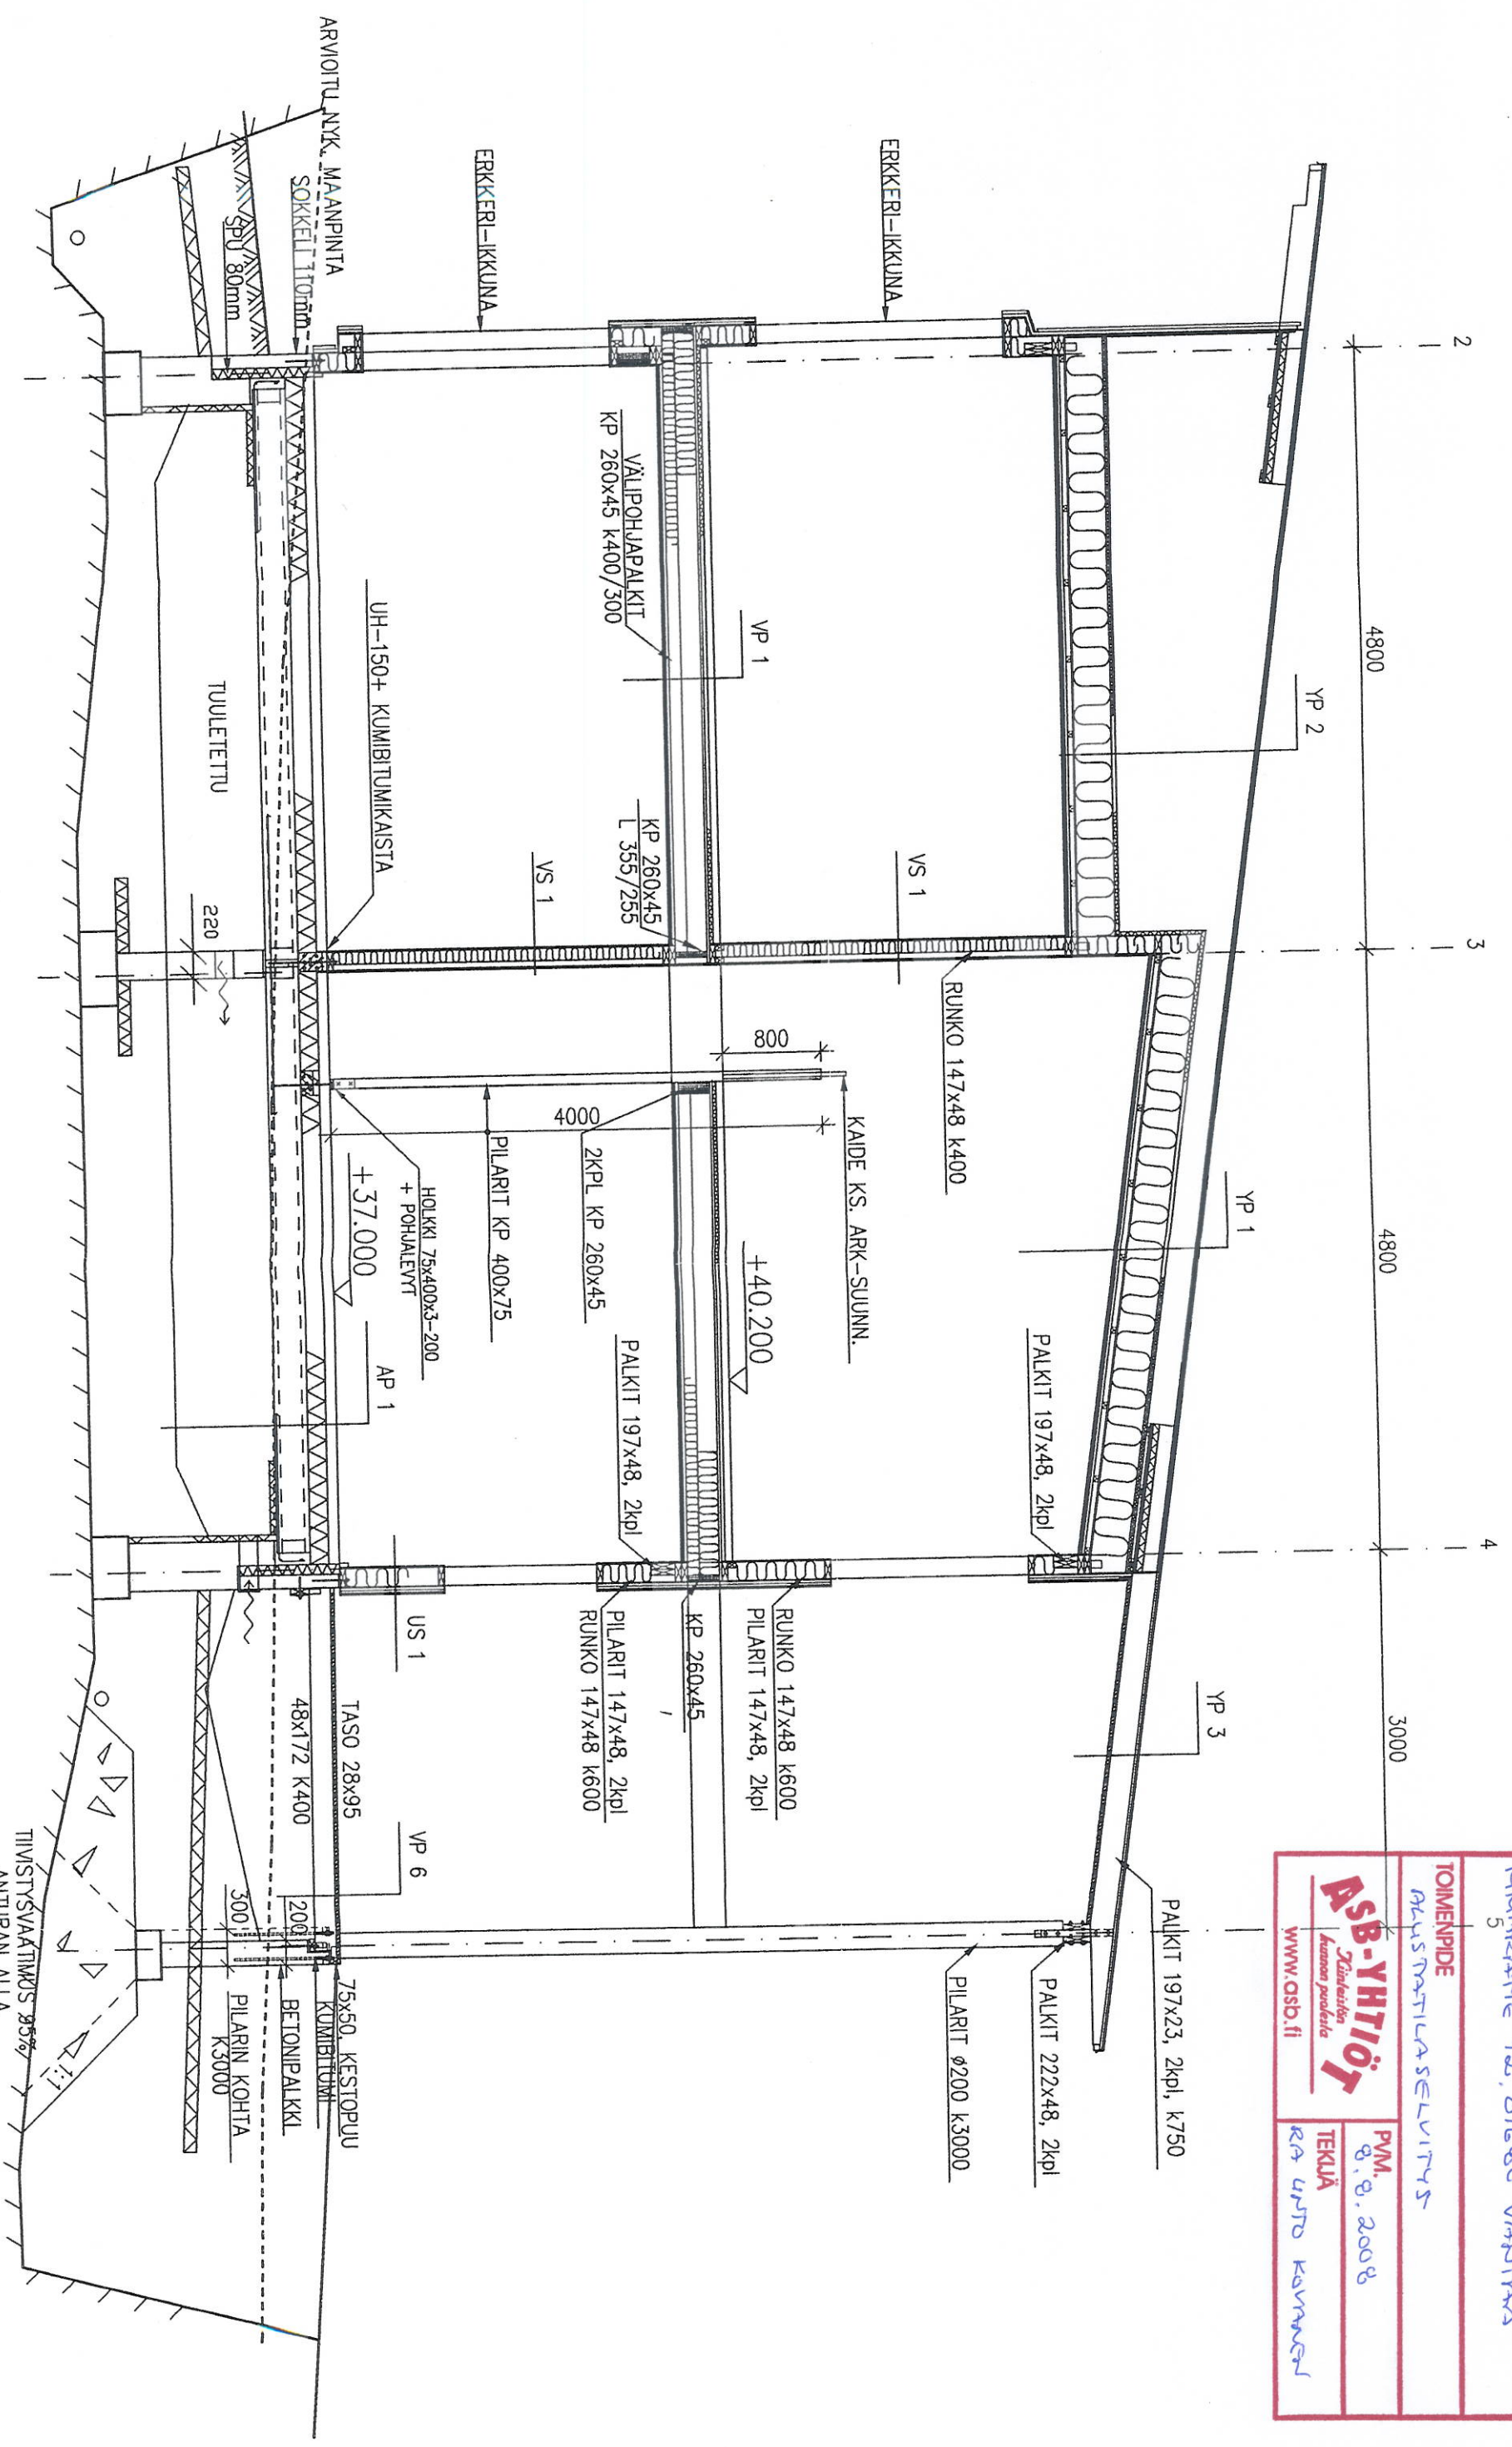 2
3
4
5
4800
4800
3000
YP 2
YP 1
YP 3
ERKKERI-IKKUNA
VS 1
RUNKO 147x48 k400
PALKIT 197x48, 2kpl
PALKIT 197x23, 2kpl, k750
PALKIT 222x48, 2kpl
PILARIT ø200 k3000
KAIDE KS. ARK-SUUNN.
800
4000
VP 1
+40.200
VÄLIPOHJAPALKIT
KP 260x45 k400/300
KP 260x45
L 355/255
2KPL KP 260x45
PALKIT 197x48, 2kpl
RUNKO 147x48 k600
PILARIT 147x48, 2kpl
KP 260x45
PILARIT 147x48, 2kpl
RUNKO 147x48 k600
ERKKERI-IKKUNA
VS 1
PILARIT KP 400x75
HOLKKI 75x400x3-200
+ POHJALEVYT
+37.000
UH-150+ KUMIBITUMIKAISTA
AP 1
US 1
VP 6
TASO 28x95
48x172 K400
ARVIOITU NYK. MAANPINTA
SOKKELI 110mm
SPU 80mm
TUULETETTU
220
200
300
75x50, KESTOPUU
KUMIBITUMI
BETONIPALKKI
PILARIN KOHTA
K3000
1:1
TIIVISTYSVAATIMUS 95%
ANTURAN ALLA
TOIMENPIDE
ALUSTATILASELVITYS
ASB-YHTIÖT
Kiinteistön
kunnon puolesta
www.asb.fi
PVM.
8.8.2008
TEKIJÄ
RA UNTO KOVANEN